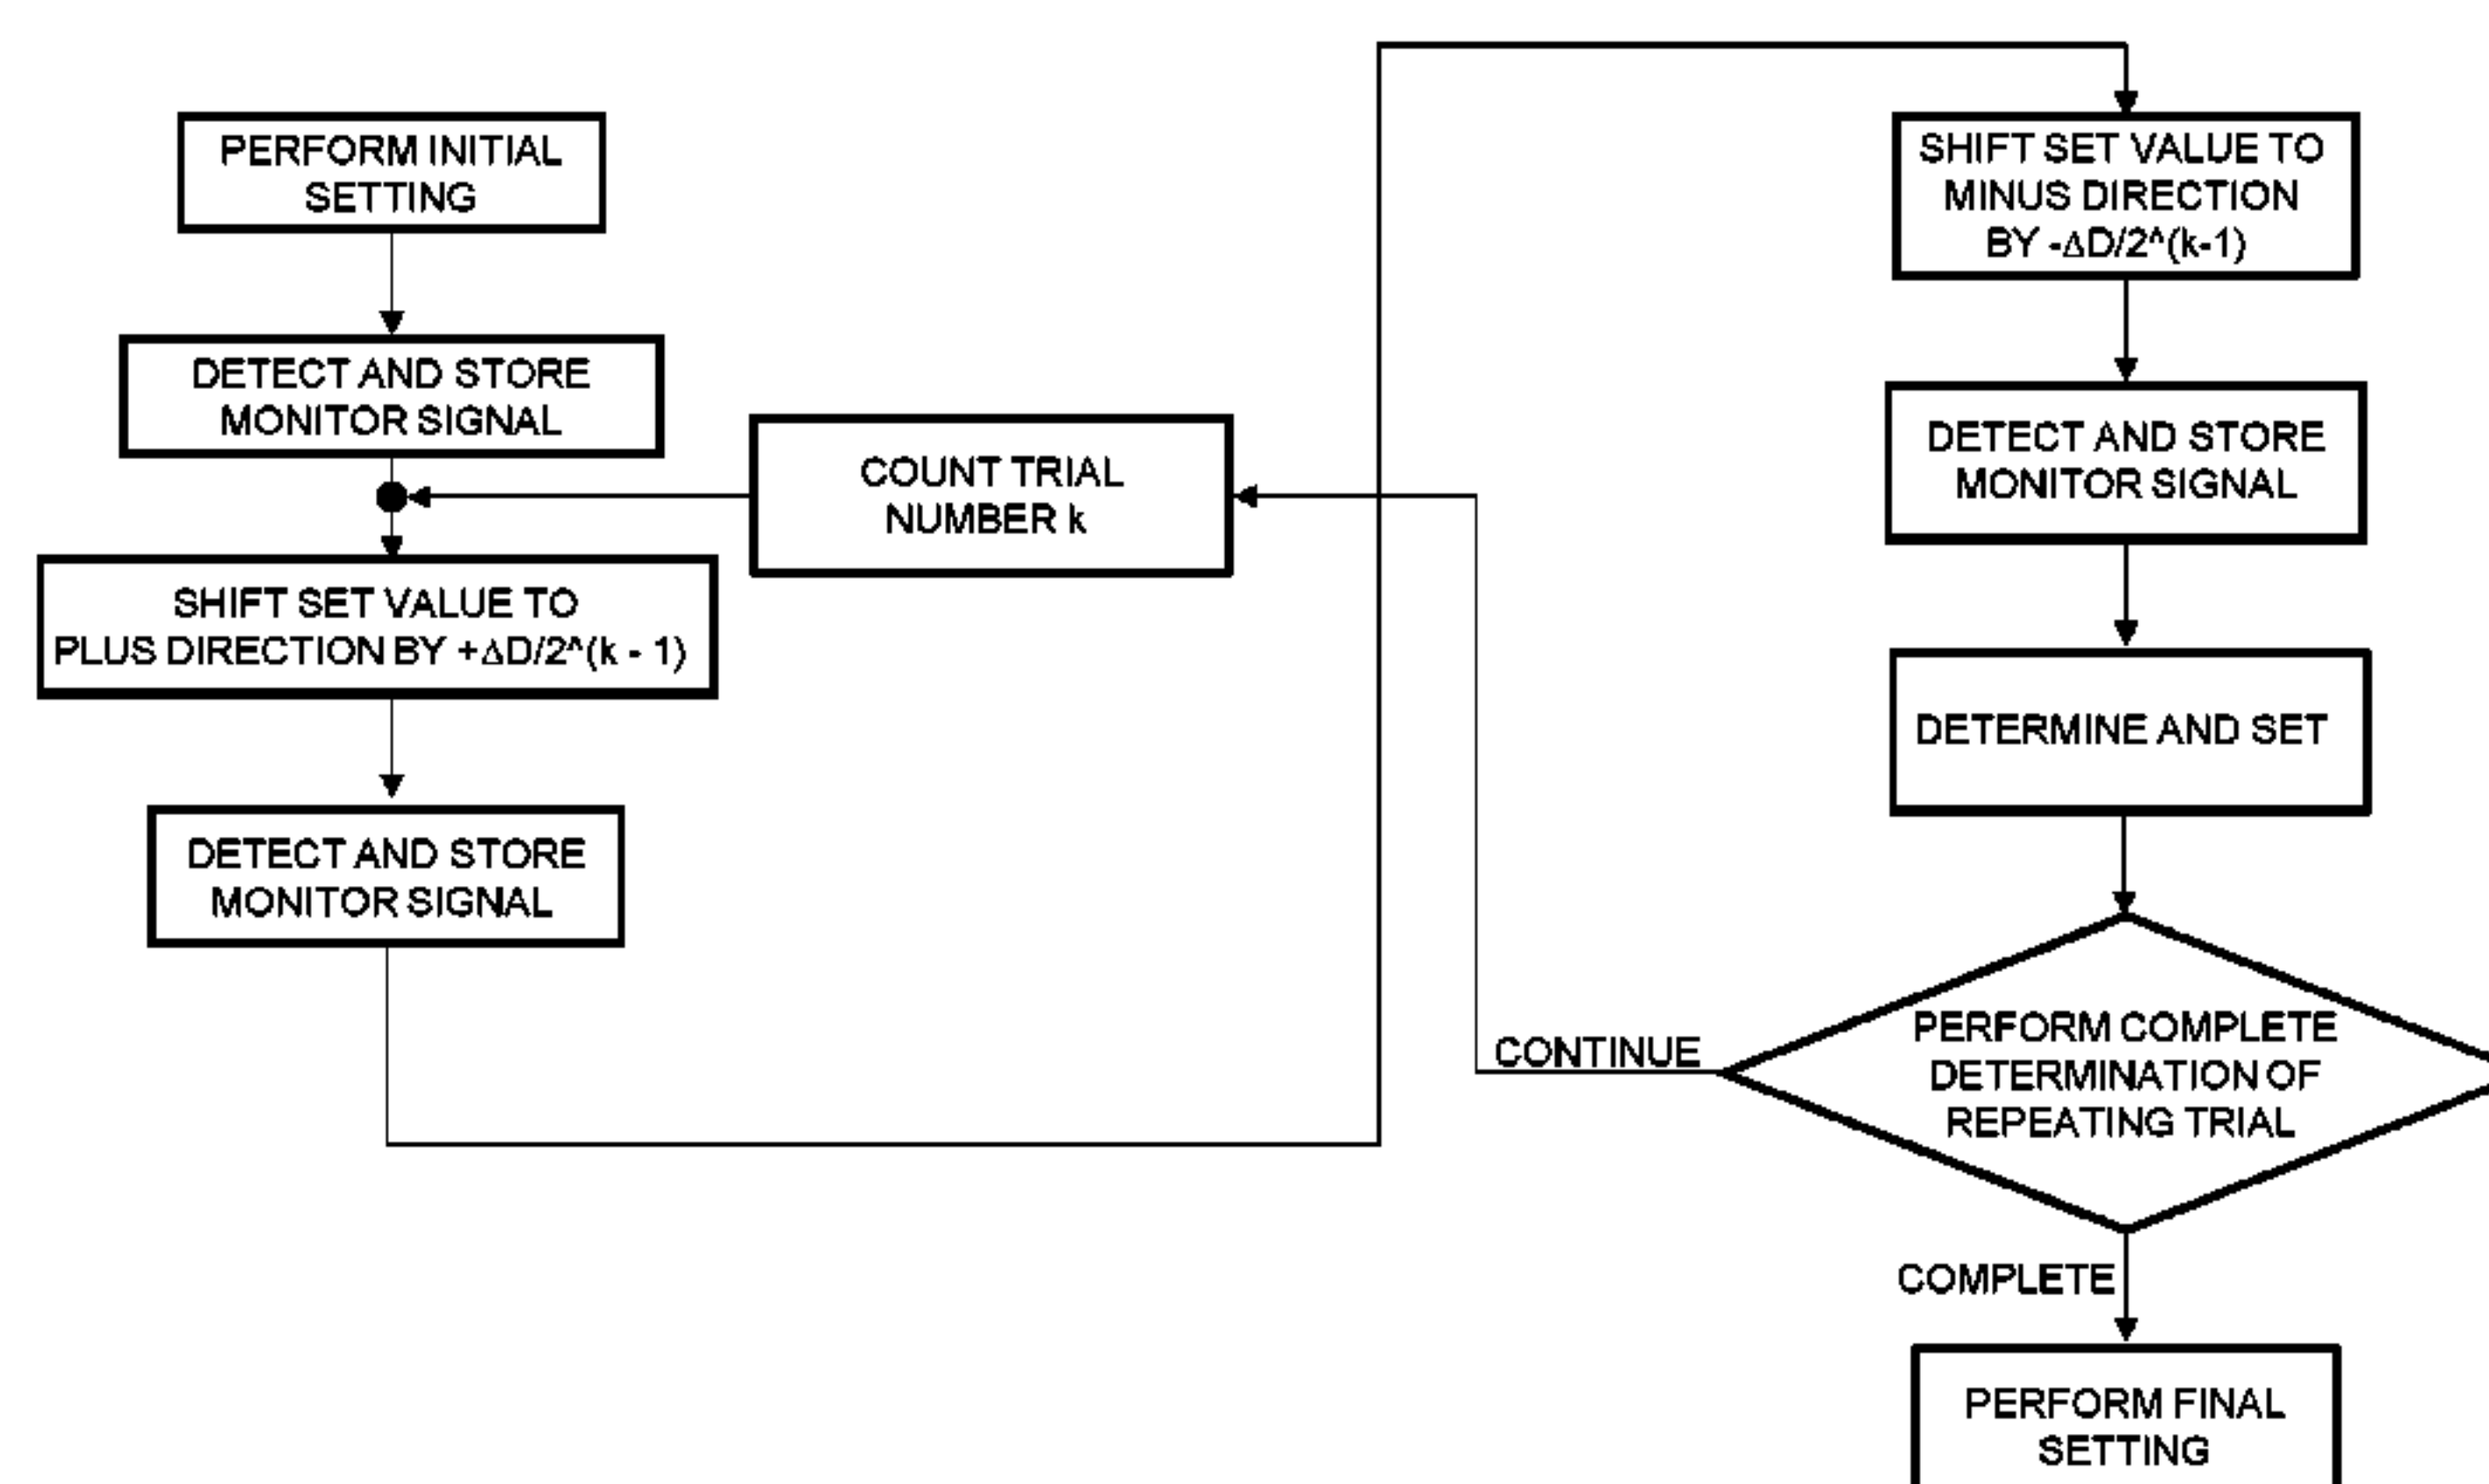 PERFORM INITIAL
SETTING
DETECT AND STORE
MONITOR SIGNAL
SHIFT SET VALUE TO
PLUS DIRECTION BY +ΔD/2^(k - 1)
DETECT AND STORE
MONITOR SIGNAL
COUNT TRIAL
NUMBER k
SHIFT SET VALUE TO
MINUS DIRECTION
BY -ΔD/2^(k-1)
DETECT AND STORE
MONITOR SIGNAL
DETERMINE AND SET
PERFORM COMPLETE
DETERMINATION OF
REPEATING TRIAL
CONTINUE
COMPLETE
PERFORM FINAL
SETTING